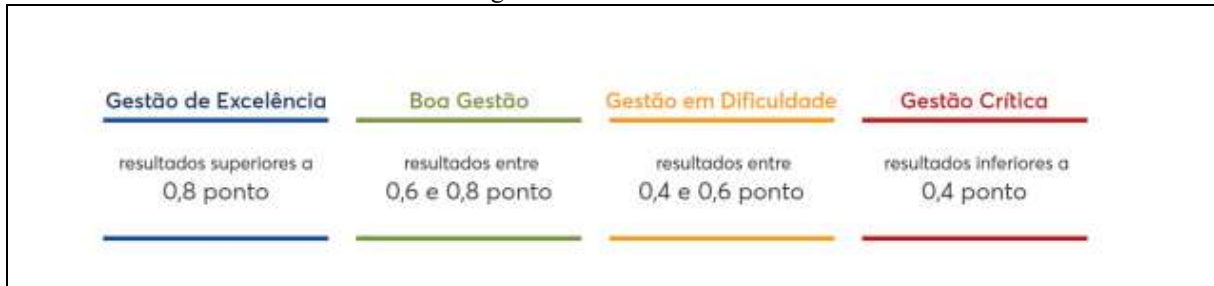 Gestão de Excelência
resultados superiores a
0,8 ponto
Boa Gestão
resultados entre
0,6 e 0,8 ponto
Gestão em Dificuldade
resultados entre
0,4 e 0,6 ponto
Gestão Crítica
resultados inferiores a
0,4 ponto